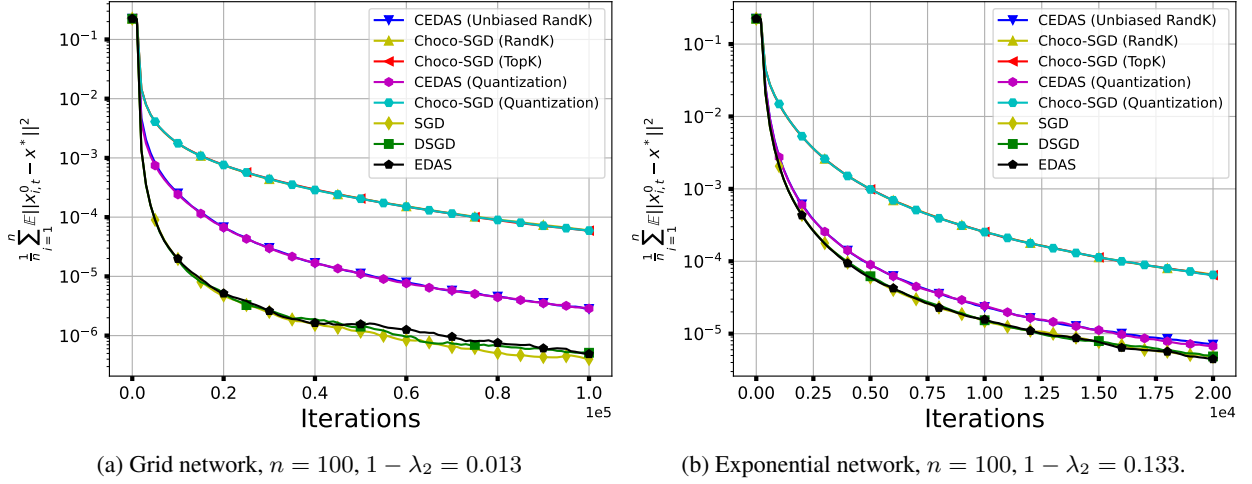 CEDAS (Unbiased RandK)
Choco-SGD (RandK)
Choco-SGD (TopK)
CEDAS (Quantization)
Choco-SGD (Quantization)
SGD
DSGD
EDAS
10⁻¹
10⁻²
10⁻³
10⁻⁴
10⁻⁵
10⁻⁶
$\frac{1}{n}\sum_{i=1}^{n}\mathbb{E}||x_{i,t}^{0}-x^*||^2$
0.0 0.2 0.4 0.6 0.8 1.0
1e5
Iterations
(a) Grid network, n = 100, 1 − λ₂ = 0.013
CEDAS (Unbiased RandK)
Choco-SGD (RandK)
Choco-SGD (TopK)
CEDAS (Quantization)
Choco-SGD (Quantization)
SGD
DSGD
EDAS
10⁻¹
10⁻²
10⁻³
10⁻⁴
10⁻⁵
$\frac{1}{n}\sum_{i=1}^{n}\mathbb{E}||x_{i,t}^{0}-x^*||^2$
0.00 0.25 0.50 0.75 1.00 1.25 1.50 1.75 2.00
1e4
Iterations
(b) Exponential network, n = 100, 1 − λ₂ = 0.133.